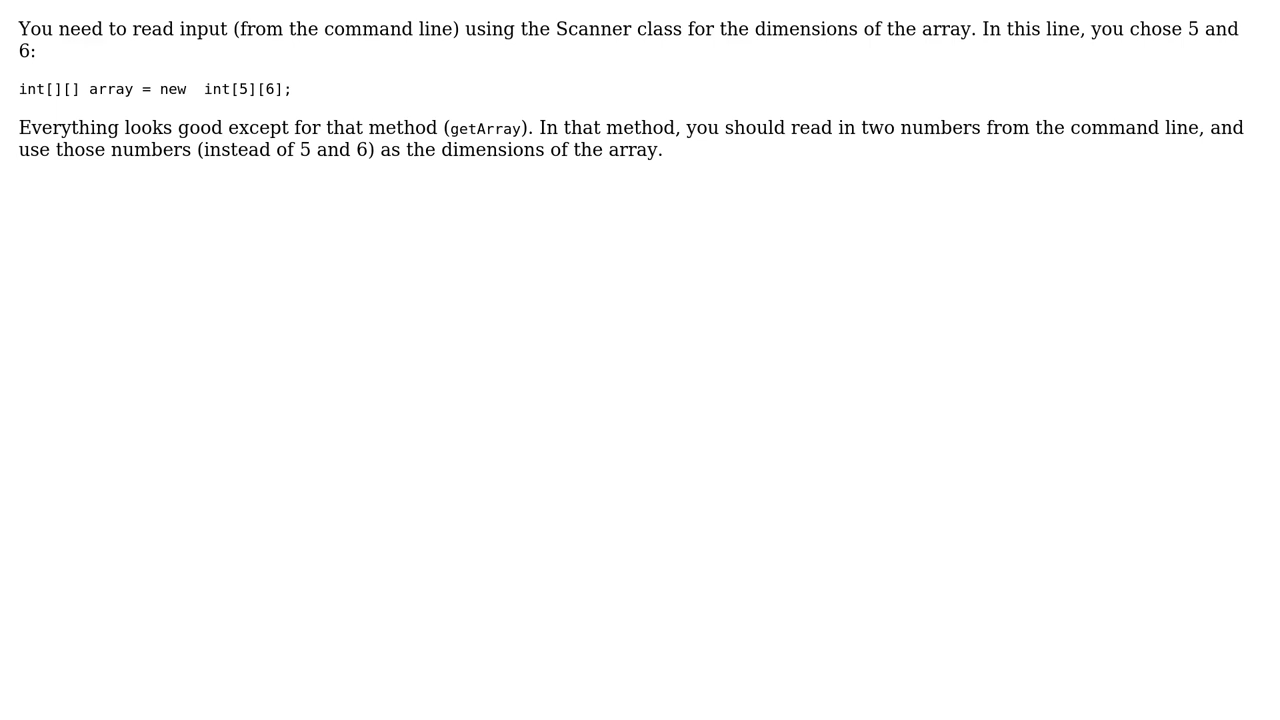 You need to read input (from the command line) using the Scanner class for the dimensions of the array. In this line, you chose 5 and
6:
int[][] array = new  int[5][6];
Everything looks good except for that method (getArray). In that method, you should read in two numbers from the command line, and
use those numbers (instead of 5 and 6) as the dimensions of the array.